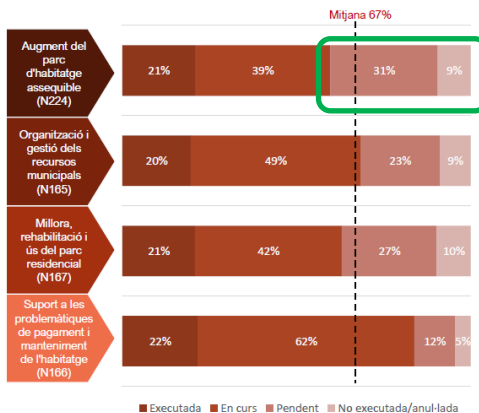 Mitjana 67%
Augment del
parc
d'habitatge
assequible
(N224)
21% 39% 31% 9%
Organització i
gestió dels
recursos
municipals
(N165)
20% 49% 23% 9%
Millora,
rehabilitació i
ús del parc
residencial
(N167)
21% 42% 27% 10%
Suport a les
problemàtiques
de pagament i
manteniment
de l'habitatge
(N166)
22% 62% 12% 5%
Executada En curs Pendent No executada/anul·lada